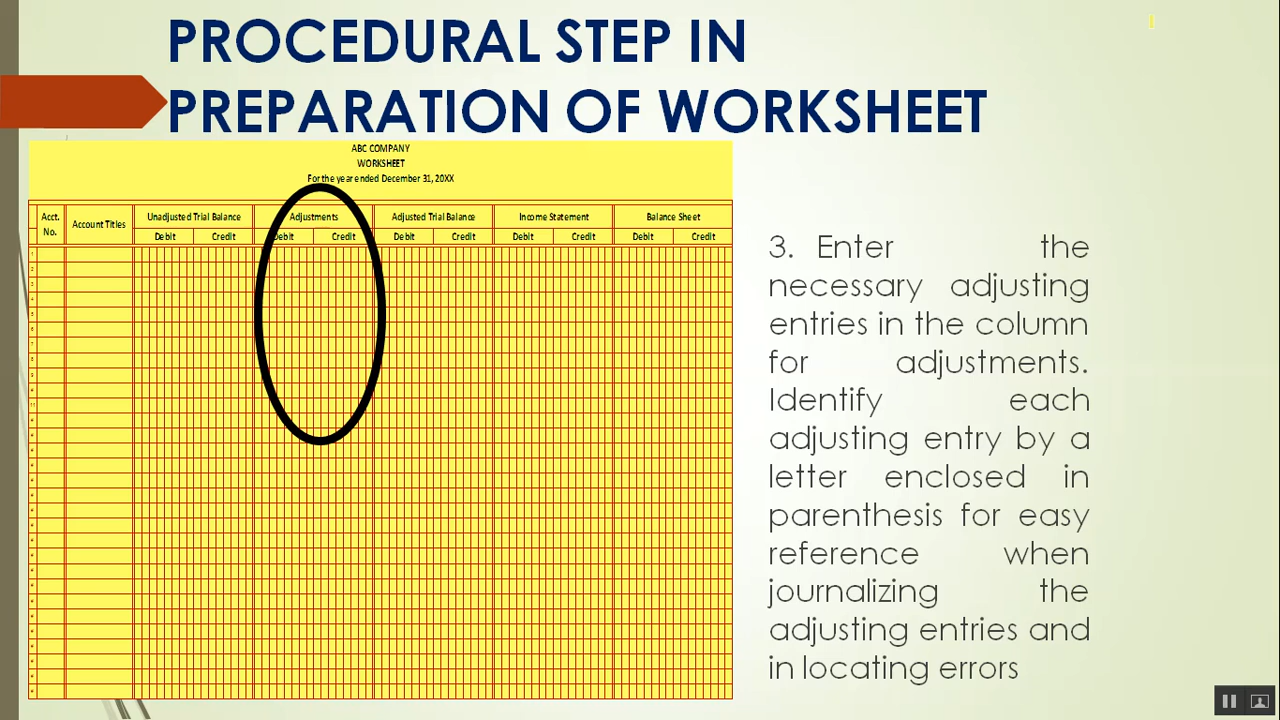 PROCEDURAL STEP IN
PREPARATION OF WORKSHEET
ABC COMPANY
WORKSHEET
For the year ended December 31, 20XX
Acct. No. Account Titles Unadjusted Trial Balance Adjustments Adjusted Trial Balance Income Statement Balance Sheet
Debit Credit Debit Credit Debit Credit Debit Credit Debit Credit
3. Enter the
necessary adjusting
entries in the column
for adjustments.
Identify each
adjusting entry by a
letter enclosed in
parenthesis for easy
reference when
journalizing the
adjusting entries and
in locating errors